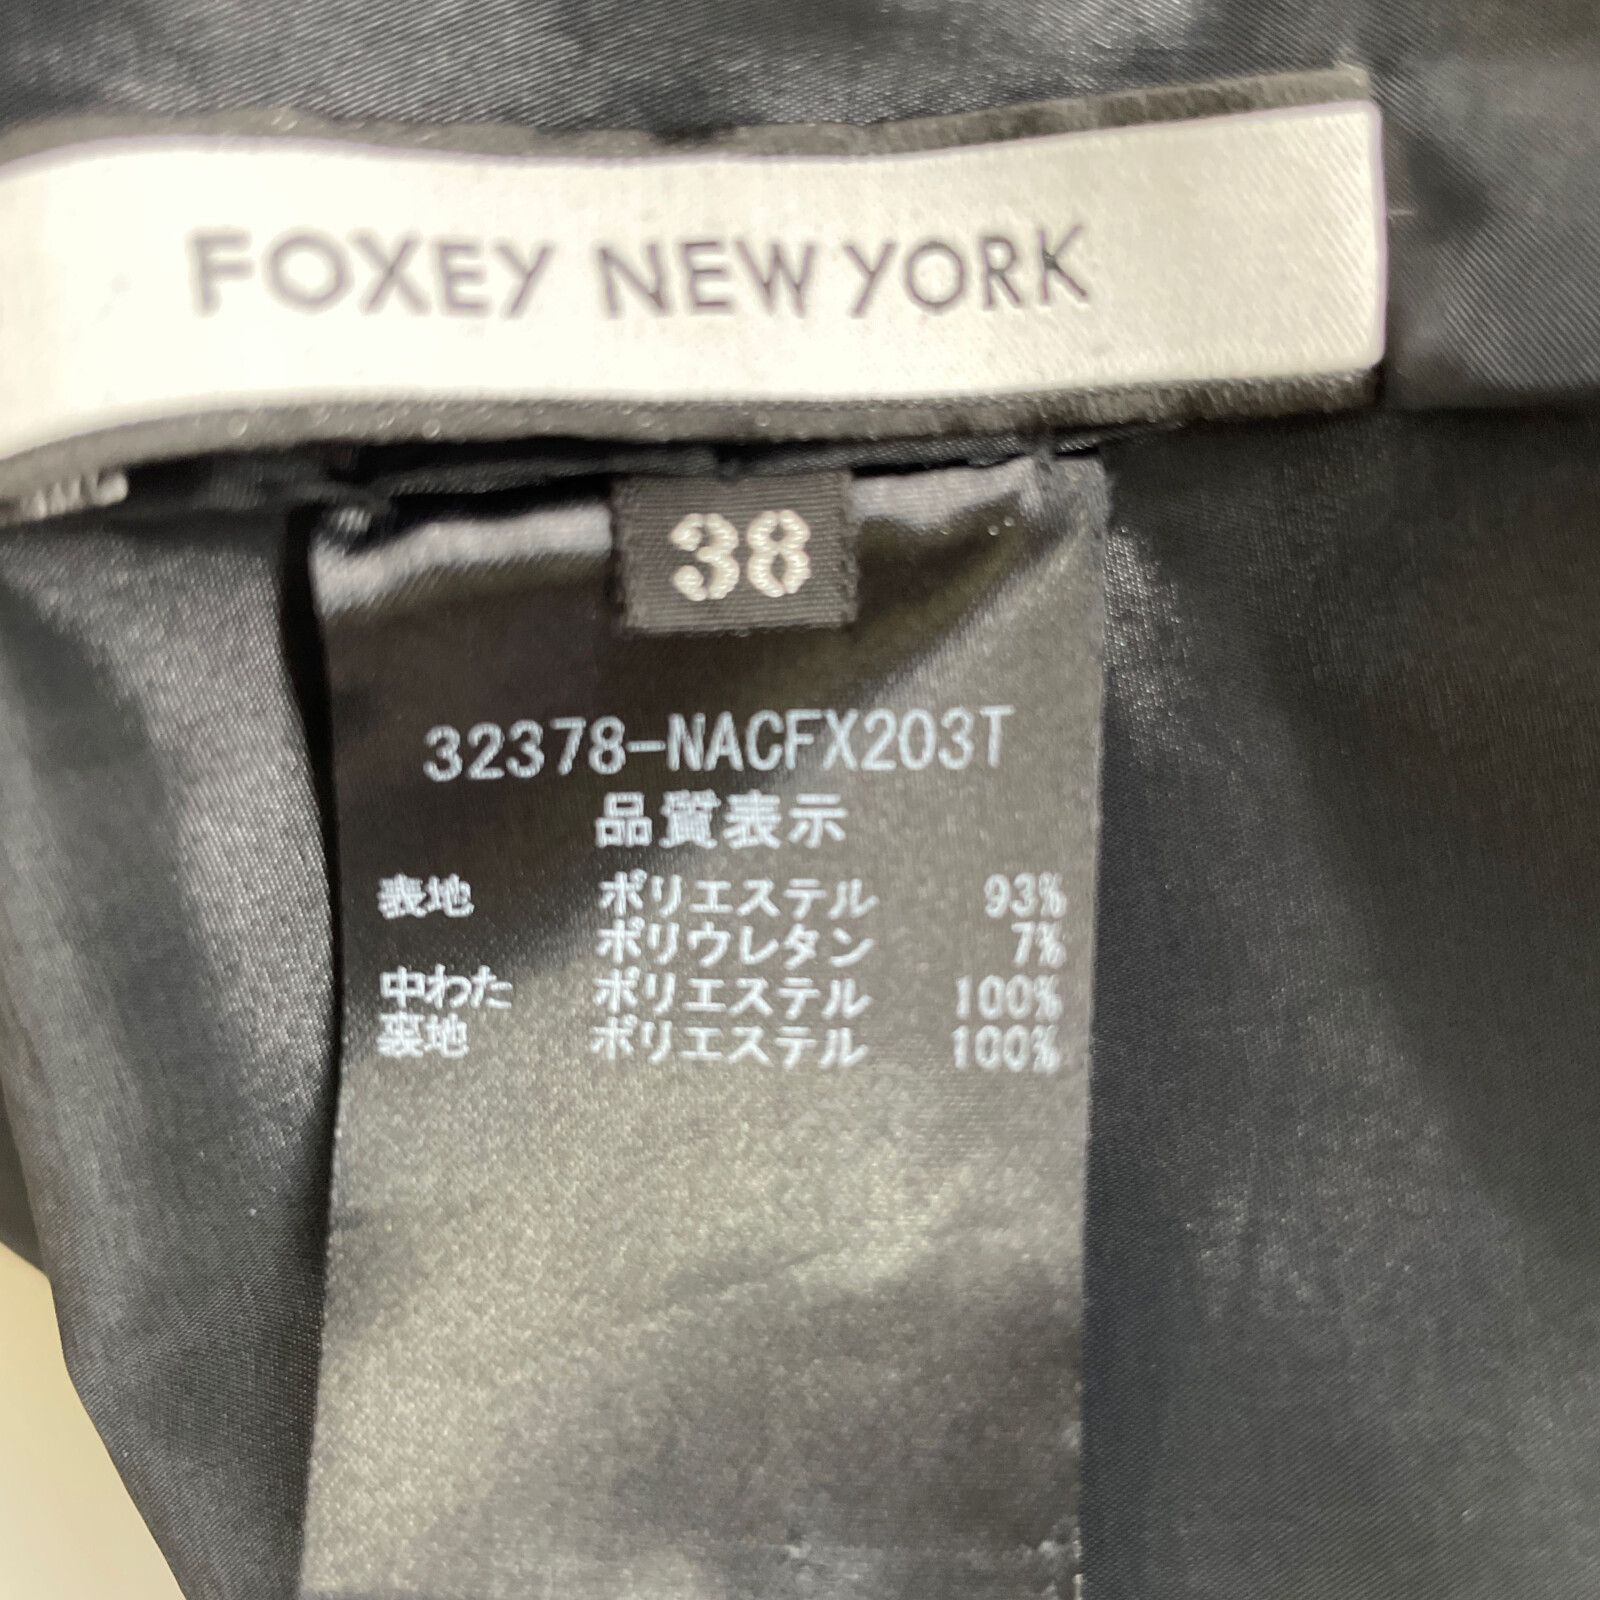 FOXEY NEW YORK
38
32378-NACFX203T
品質表示
表地 ポリエステル 93%
ポリウレタン 7%
中わた ポリエステル 100%
裏地 ポリエステル 100%